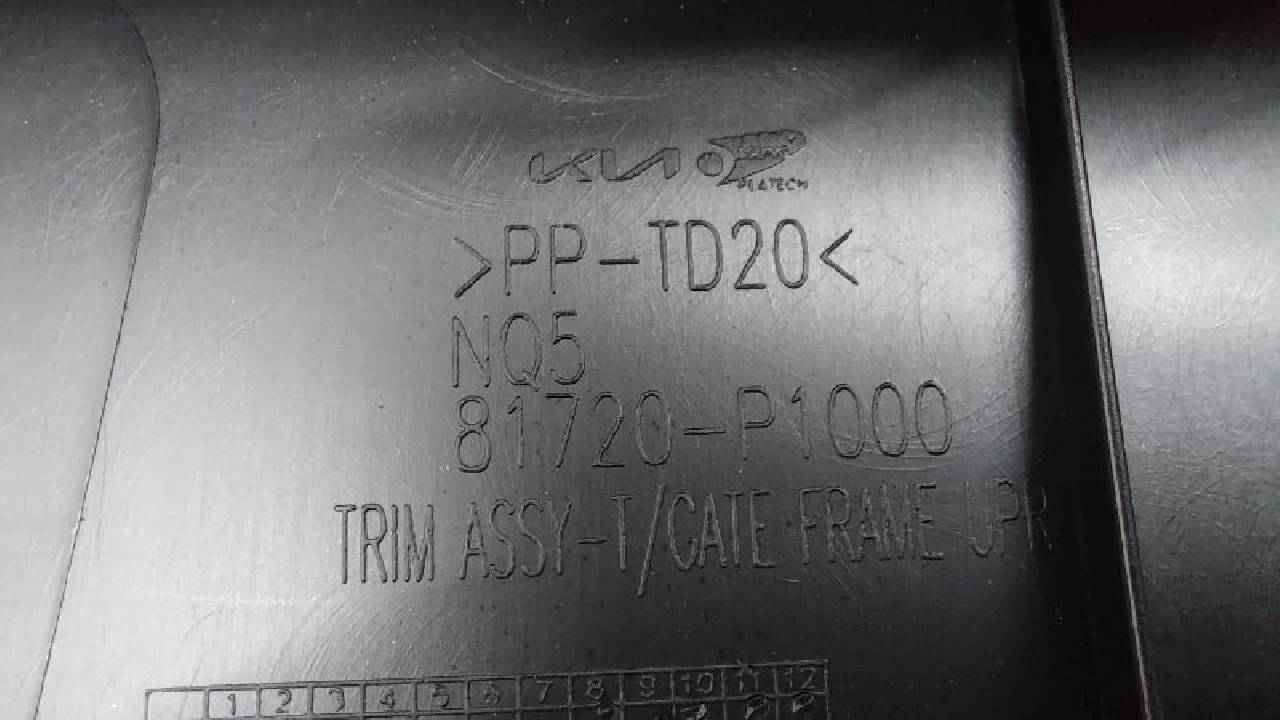 KIA PLATECH
>PP-TD20<
NQ5
81720-P1000
TRIM ASSY-T/GATE FRAME UPR
1 2 3 4 5 6 7 8 9 10 11 12